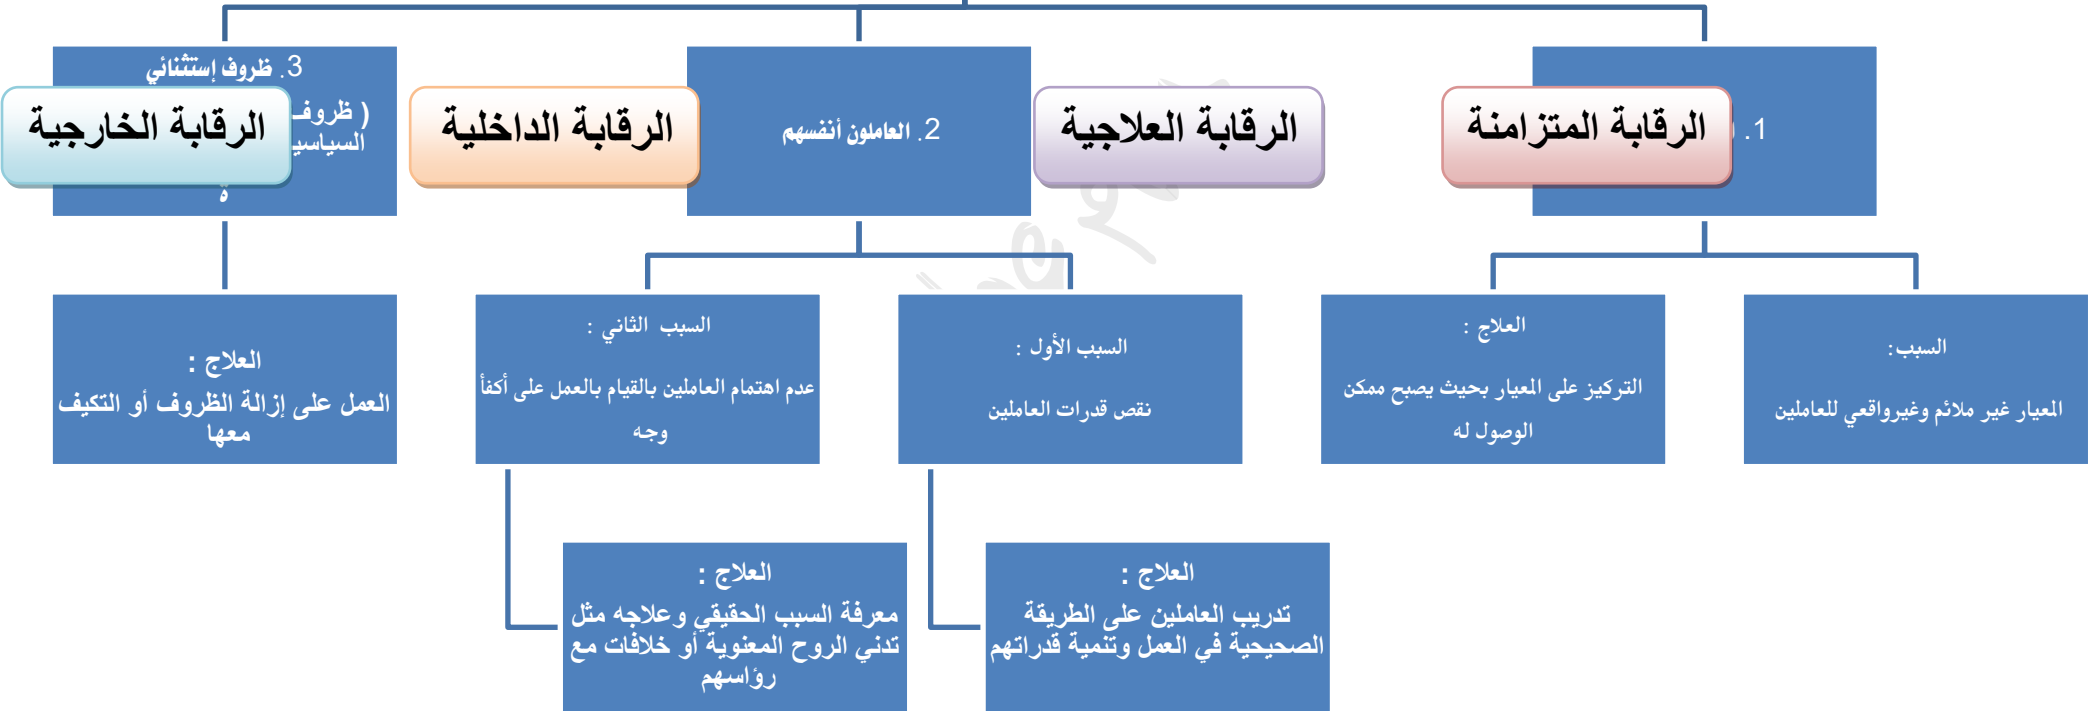 1.
الرقابة المتزامنة
الرقابة العلاجية
2. العاملون أنفسهم
الرقابة الداخلية
3. ظروف إستثنائي
( ظروف
السياسي
ة
الرقابة الخارجية
السبب:
المعيار غير ملائم وغيرواقعي للعاملين
العلاج :
التركيز على المعيار بحيث يصبح ممكن
الوصول له
السبب الأول :
نقص قدرات العاملين
السبب الثاني :
عدم اهتمام العاملين بالقيام بالعمل على أكفأ
وجه
العلاج :
العمل على إزالة الظروف أو التكيف
معها
العلاج :
تدريب العاملين على الطريقة
الصحيحية في العمل وتنمية قدراتهم
العلاج :
معرفة السبب الحقيقي وعلاجه مثل
تدني الروح المعنوية أو خلافات مع
رؤاسهم